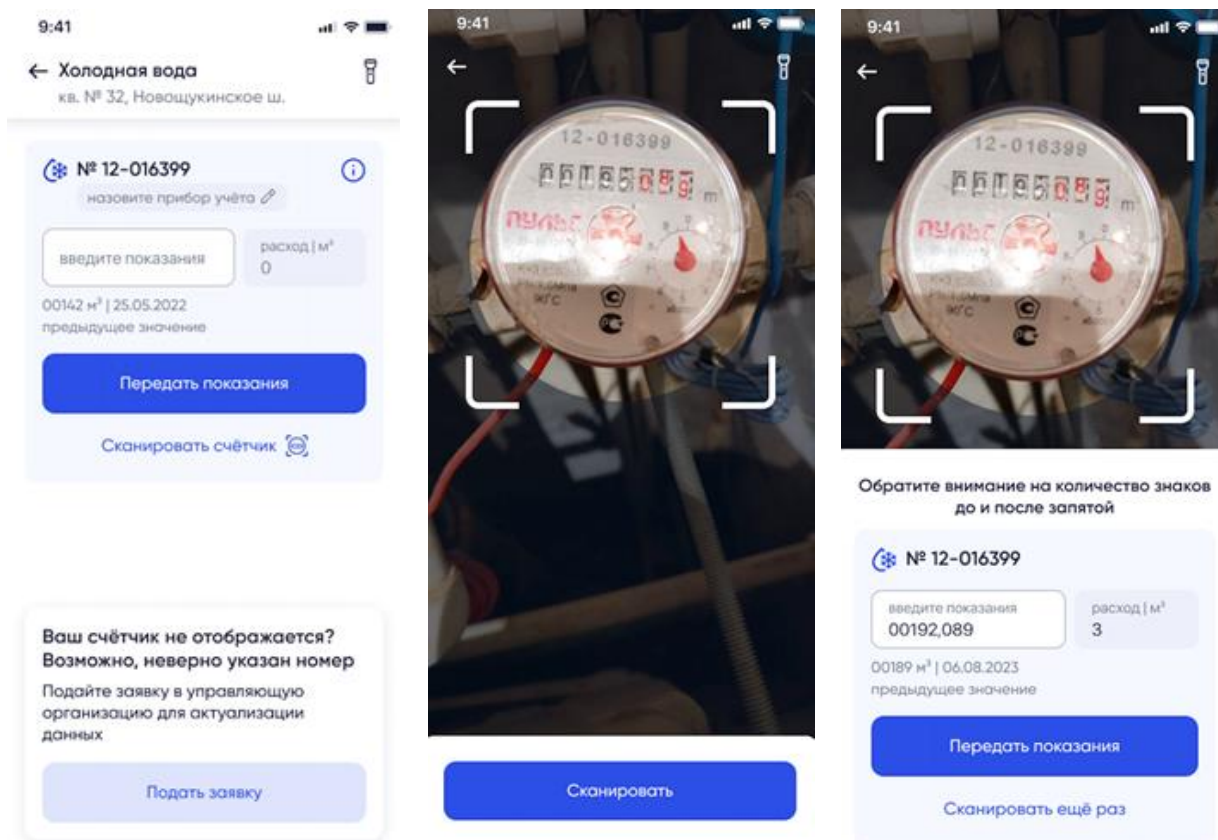 9:41
← Холодная вода
кв. № 32, Новощукинское ш.
№ 12-016399
назовите прибор учёта
введите показания
расход | м³
0
00142 м³ | 25.05.2022
предыдущее значение
Передать показания
Сканировать счётчик
Ваш счётчик не отображается?
Возможно, неверно указан номер
Подайте заявку в управляющую
организацию для актуализации
данных
Подать заявку
9:41
←
12-016399
089 m³
ПУЛЬС
Сканировать
9:41
←
12-016399
089 m³
ПУЛЬС
Обратите внимание на количество знаков
до и после запятой
№ 12-016399
введите показания
00192,089
расход | м³
3
00189 м³ | 06.08.2023
предыдущее значение
Передать показания
Сканировать ещё раз